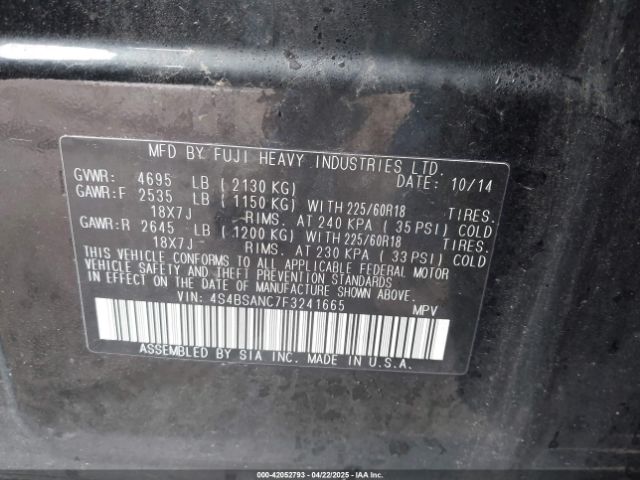 MFD BY FUJI HEAVY INDUSTRIES LTD.
GVWR: 4695 LB ( 2130 KG) DATE: 10/14
GAWR:F 2535 LB ( 1150 KG) WITH 225/60R18 TIRES.
18X7J RIMS. AT 240 KPA ( 35 PSI) COLD
GAWR:R 2645 LB ( 1200 KG) WITH 225/60R18 TIRES.
18X7J RIMS. AT 230 KPA ( 33 PSI) COLD
THIS VEHICLE CONFORMS TO ALL APPLICABLE FEDERAL MOTOR
VEHICLE SAFETY AND THEFT PREVENTION STANDARDS
IN EFFECT ON THE DATE OF MANUFACTURE SHOWN ABOVE.
VIN: 4S4BSANC7F3241665 MPV
ASSEMBLED BY SIA INC. MADE IN U.S.A.
000-42052793 - 04/22/2025 - IAA Inc.